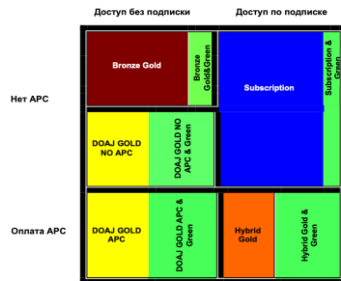 Доступ без подписки
Доступ по подписке
Нет APC
Bronze Gold
Bronze
Gold&Green
Subscription
Subscription &
Green
DOAJ GOLD
NO APC
DOAJ GOLD NO
APC & Green
Оплата APC
DOAJ GOLD
APC
DOAJ GOLD APC &
Green
Hybrid
Gold
Hybrid Gold &
Green